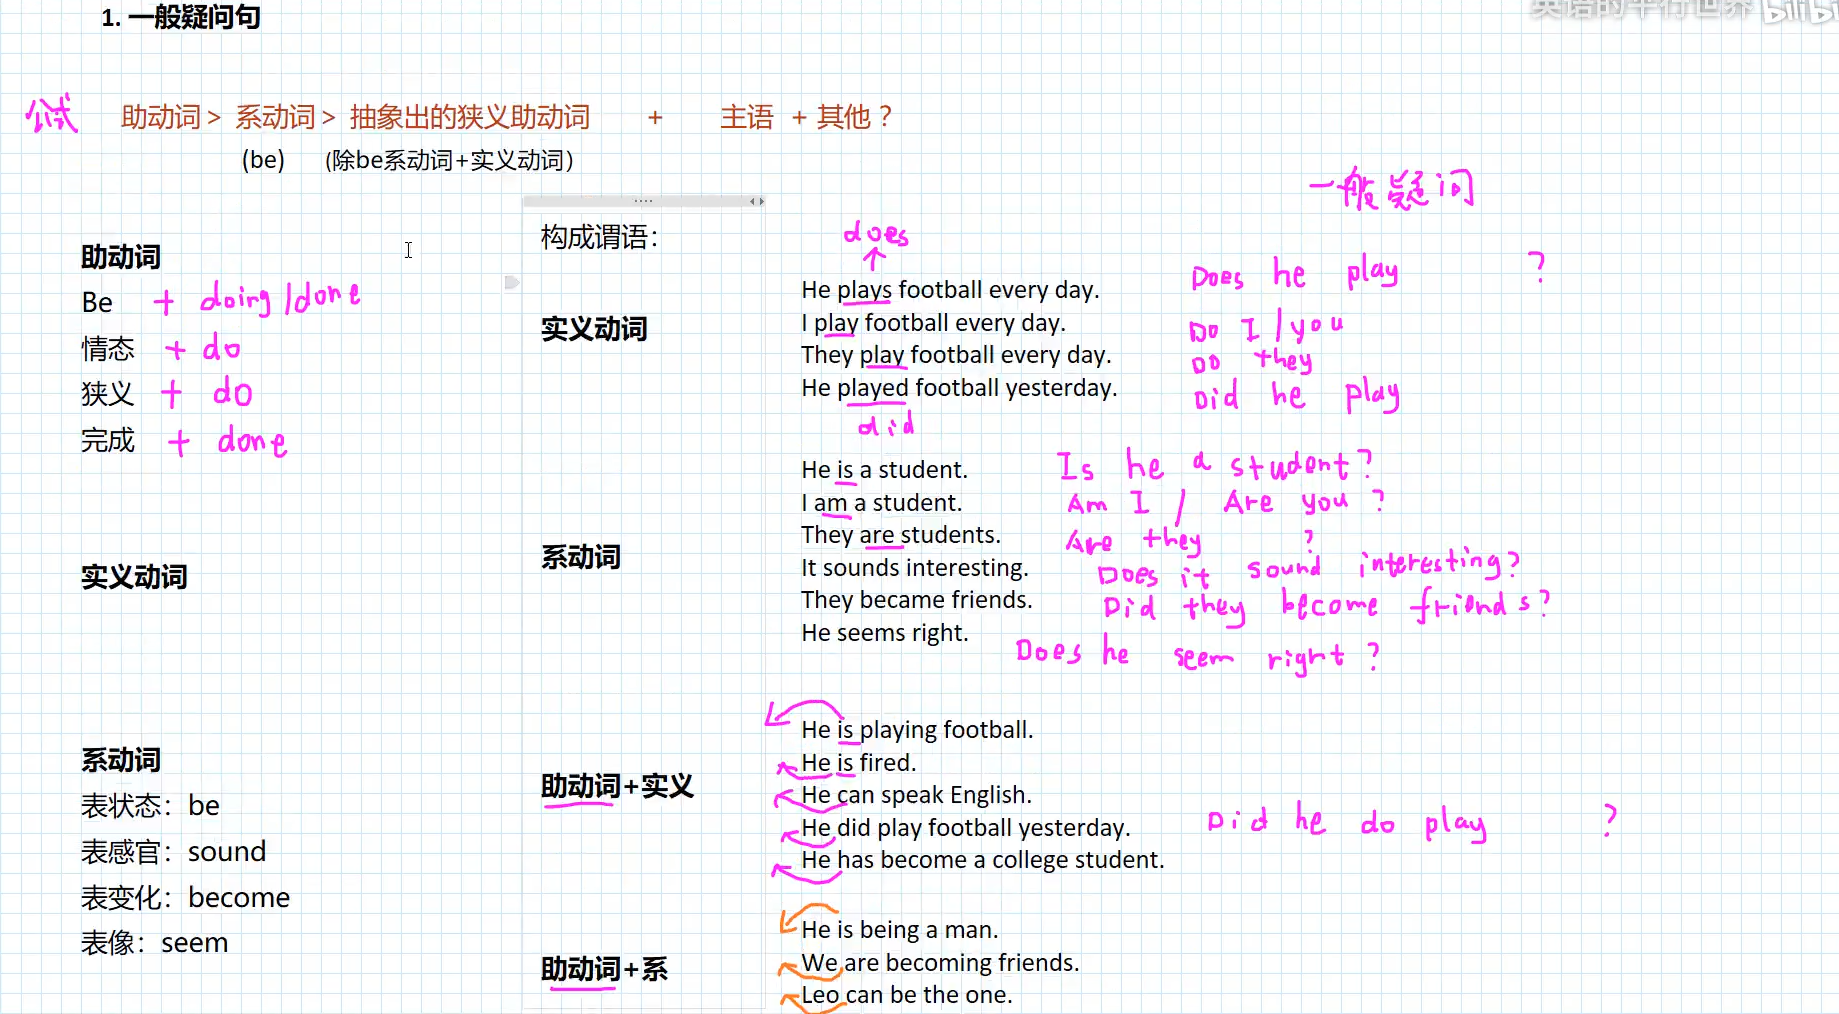 1. 一般疑问句
英语的平行世界 bilibi
公式 助动词 > 系动词 > 抽象出的狭义助动词 + 主语 + 其他？
(be) (除be系动词+实义动词)
一般疑问
助动词
Be + doing/done
情态 + do
狭义 + do
完成 + done
实义动词
系动词
表状态：be
表感官：sound
表变化：become
表像：seem
构成谓语：
实义动词
does
He plays football every day. Does he play ?
I play football every day. Do I/you
They play football every day. Do they
He played football yesterday. Did he play
did
系动词
He is a student. Is he a student?
I am a student. Am I / Are you ?
They are students. Are they ?
It sounds interesting. Does it sound interesting?
They became friends. Did they become friends?
He seems right. Does he seem right ?
助动词+实义
He is playing football.
He is fired.
He can speak English.
He did play football yesterday. Did he do play ?
He has become a college student.
助动词+系
He is being a man.
We are becoming friends.
Leo can be the one.